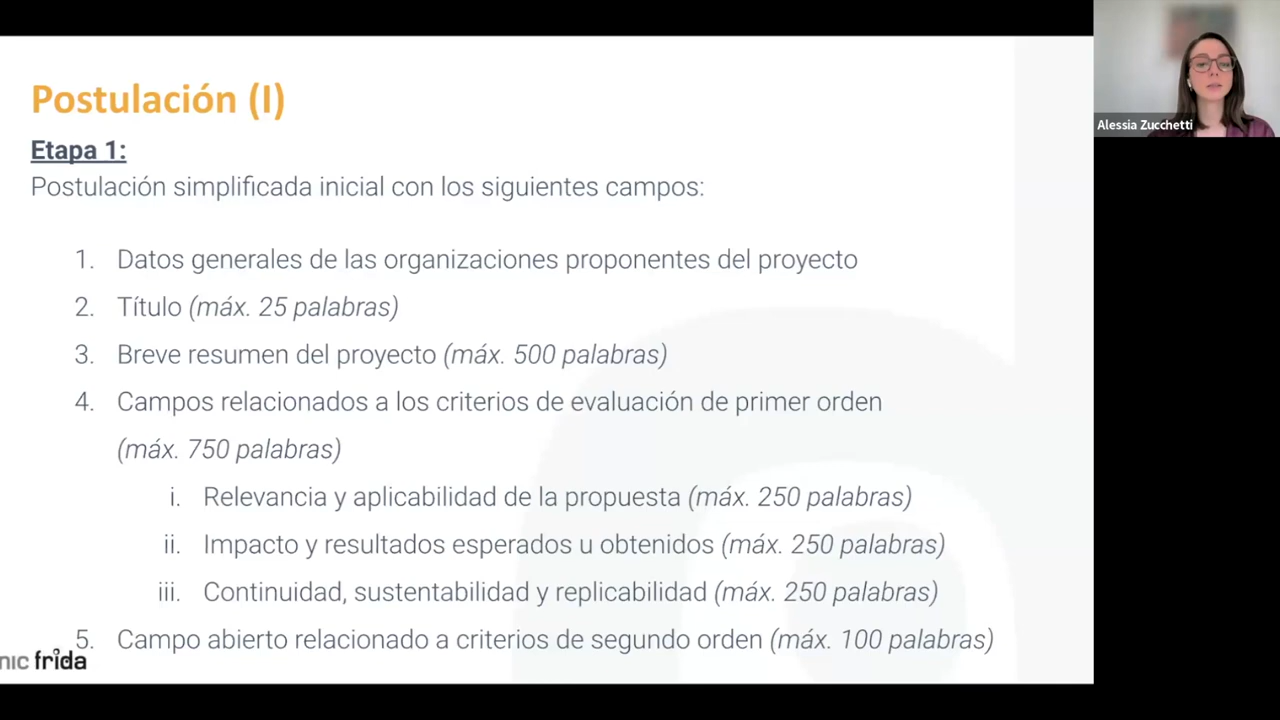 Postulación (I)
Etapa 1:
Postulación simplificada inicial con los siguientes campos:
1. Datos generales de las organizaciones proponentes del proyecto
2. Título (máx. 25 palabras)
3. Breve resumen del proyecto (máx. 500 palabras)
4. Campos relacionados a los criterios de evaluación de primer orden
(máx. 750 palabras)
i. Relevancia y aplicabilidad de la propuesta (máx. 250 palabras)
ii. Impacto y resultados esperados u obtenidos (máx. 250 palabras)
iii. Continuidad, sustentabilidad y replicabilidad (máx. 250 palabras)
5. Campo abierto relacionado a criterios de segundo orden (máx. 100 palabras)
nic frida
Alessia Zucchetti